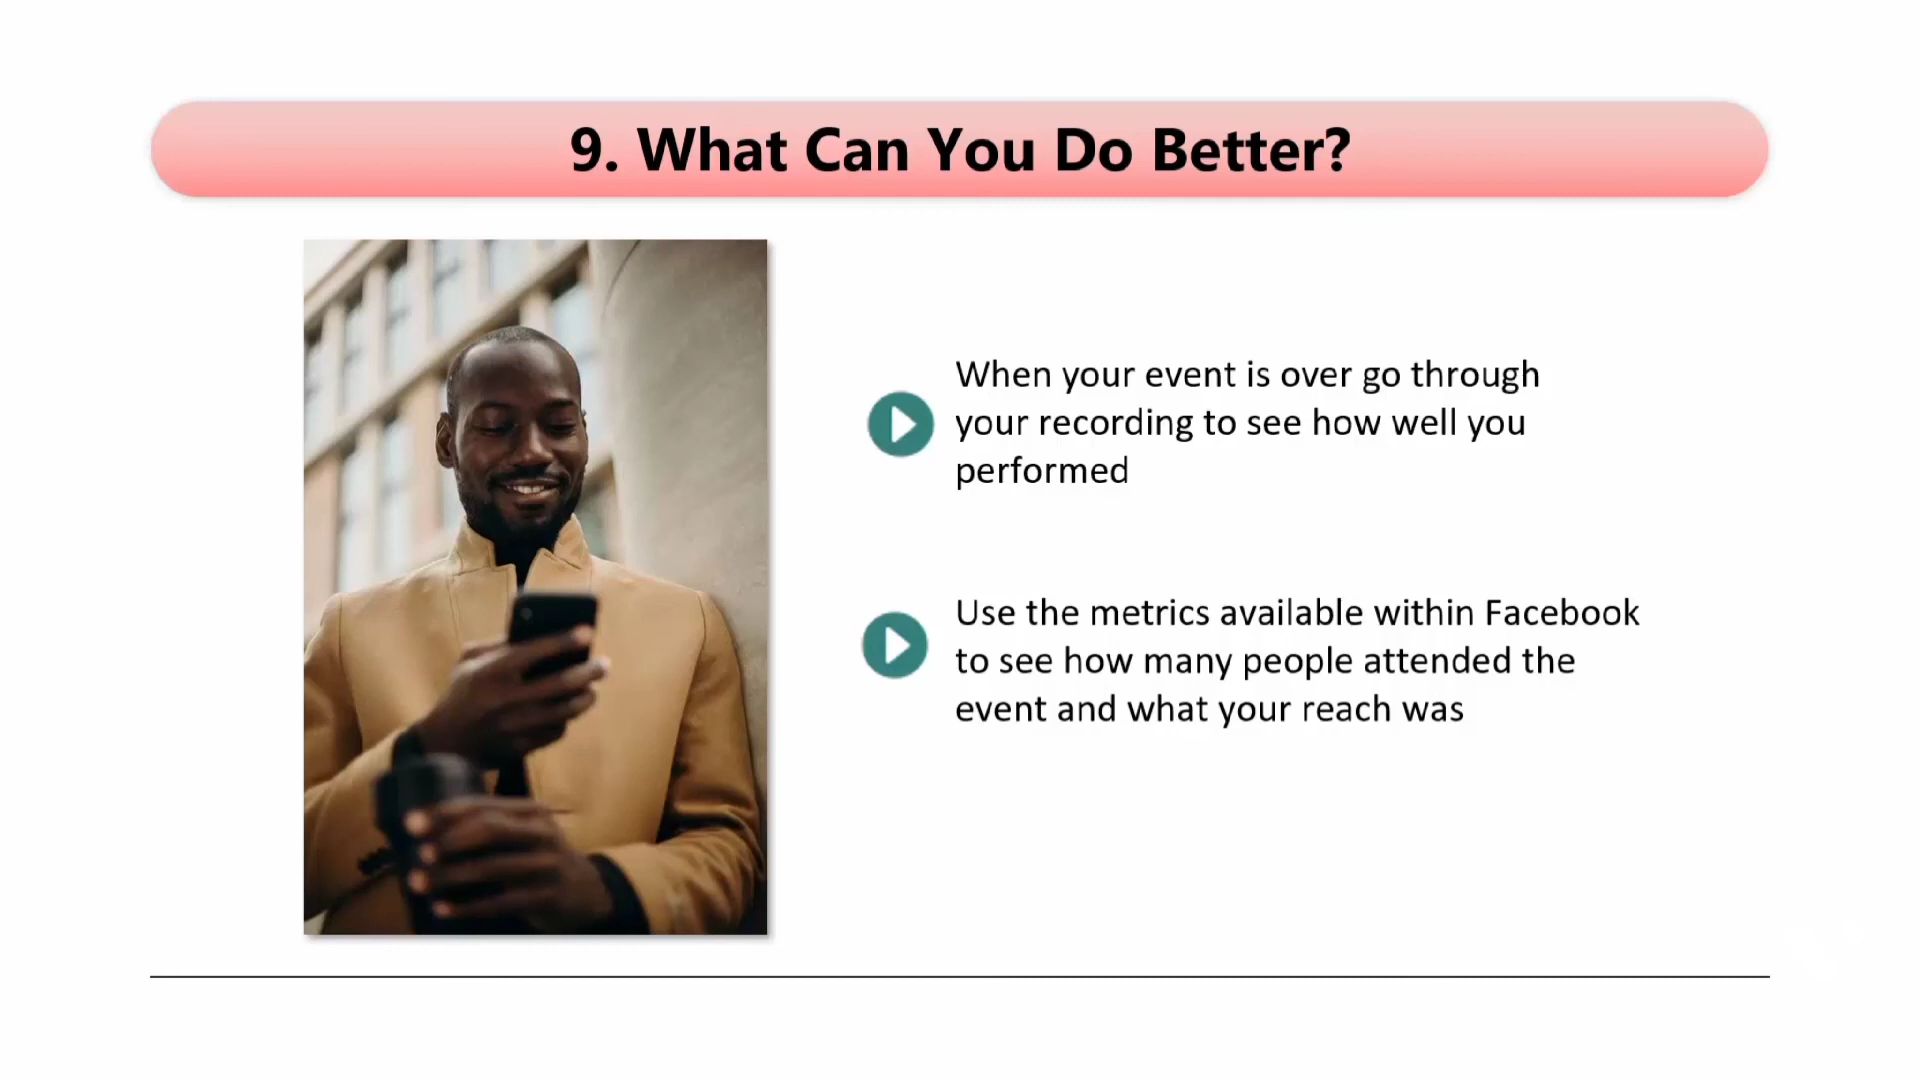 9. What Can You Do Better?
When your event is over go through
your recording to see how well you
performed
Use the metrics available within Facebook
to see how many people attended the
event and what your reach was